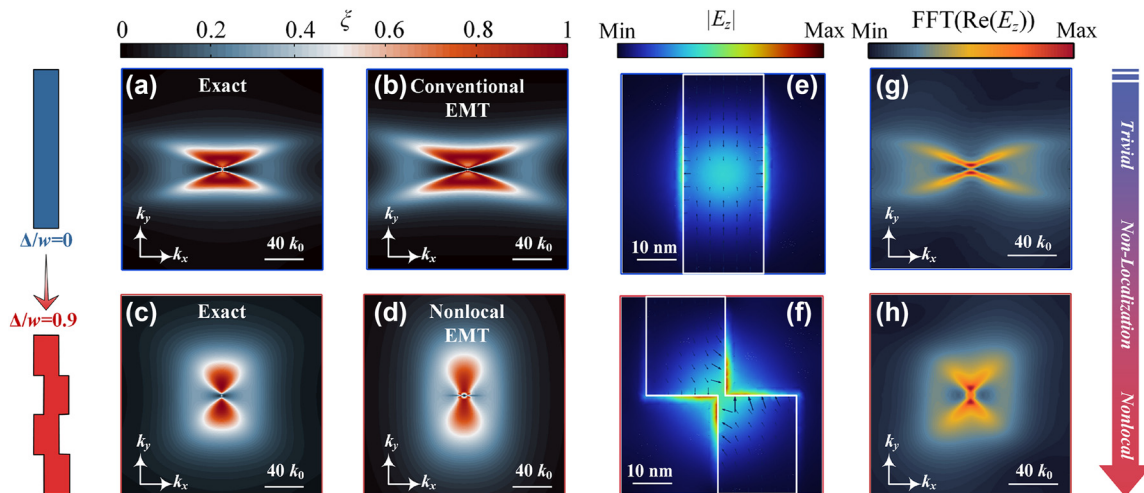 ξ
0 0.2 0.4 0.6 0.8 1
|E_z|
Min Max
FFT(Re(E_z))
Min Max
(a) Exact
k_y
k_x
40 k_0
(b) Conventional
EMT
k_y
k_x
40 k_0
(e)
10 nm
(g)
k_y
k_x
40 k_0
Δ/w=0
Δ/w=0.9
(c) Exact
k_y
k_x
40 k_0
(d) Nonlocal
EMT
k_y
k_x
40 k_0
(f)
10 nm
(h)
k_y
k_x
40 k_0
Trivial
Non-Localization
Nonlocal